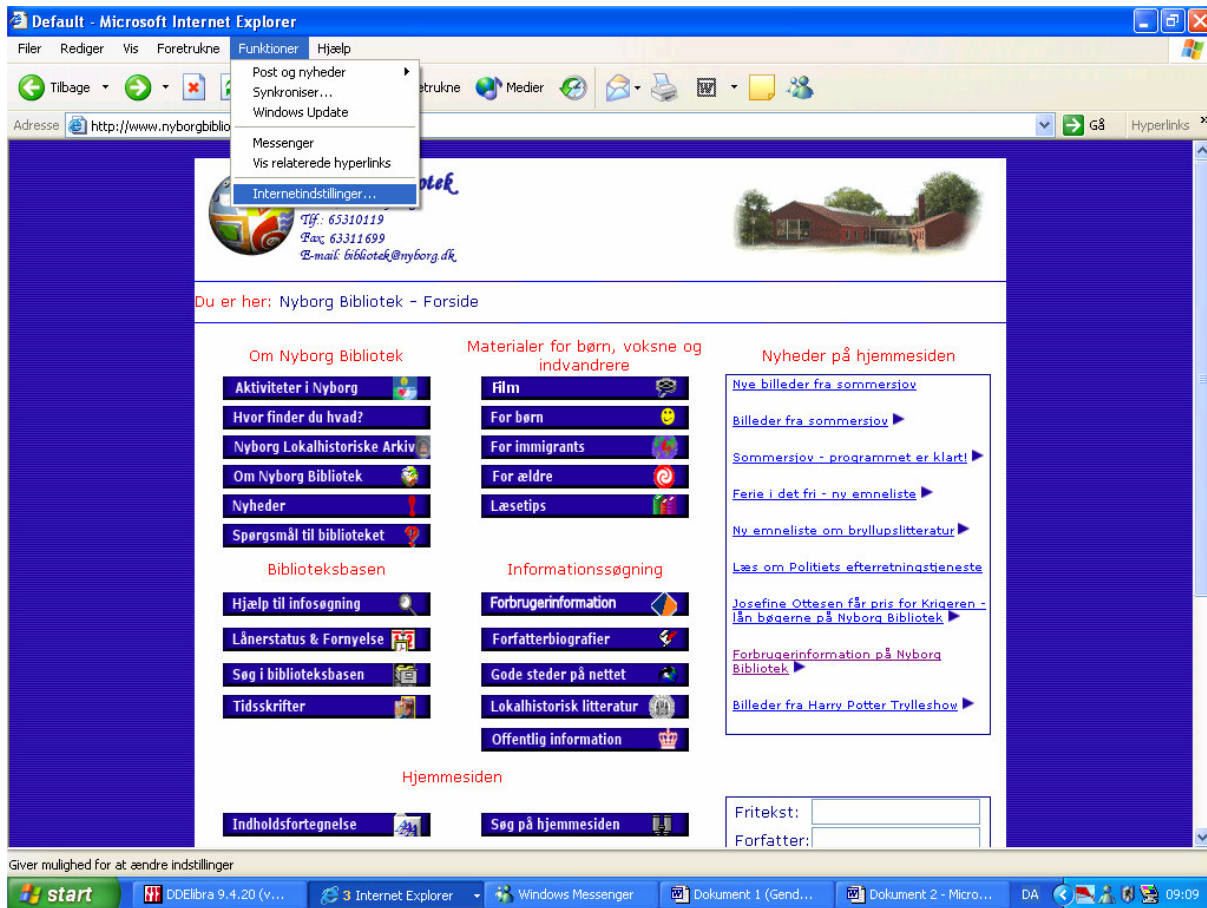 Default - Microsoft Internet Explorer
Filer Rediger Vis Foretrukne Funktioner Hjælp
Post og nyheder
Synkroniser...
Windows Update
Messenger
Vis relaterede hyperlinks
Internetindstillinger...
Tilbage etrukne Medier
Adresse http://www.nyborgbiblio Gå Hyperlinks »
otek
Tlf.: 65310119
Fax: 63311699
E-mail: bibliotek@nyborg.dk
Du er her: Nyborg Bibliotek - Forside
Om Nyborg Bibliotek
Aktiviteter i Nyborg
Hvor finder du hvad?
Nyborg Lokalhistoriske Arkiv
Om Nyborg Bibliotek
Nyheder
Spørgsmål til biblioteket
Materialer for børn, voksne og
indvandrere
Film
For børn
For immigrants
For ældre
Læsetips
Nyheder på hjemmesiden
Nye billeder fra sommersjov
Billeder fra sommersjov
Sommersjov - programmet er klart!
Ferie i det fri - ny emneliste
Ny emneliste om bryllupslitteratur
Læs om Politiets efterretningstjeneste
Josefine Ottesen får pris for Krigeren -
lån bøgerne på Nyborg Bibliotek
Forbrugerinformation på Nyborg
Bibliotek
Billeder fra Harry Potter Trylleshow
Biblioteksbasen
Hjælp til infosøgning
Lånerstatus & Fornyelse
Søg i biblioteksbasen
Tidsskrifter
Informationssøgning
Forbrugerinformation
Forfatterbiografier
Gode steder på nettet
Lokalhistorisk litteratur
Offentlig information
Hjemmesiden
Indholdsfortegnelse
Søg på hjemmesiden
Fritekst:
Forfatter:
Giver mulighed for at ændre indstillinger
start DDElibra 9.4.20 (v... 3 Internet Explorer Windows Messenger Dokument 1 (Gend... Dokument 2 - Micro... DA 09:09